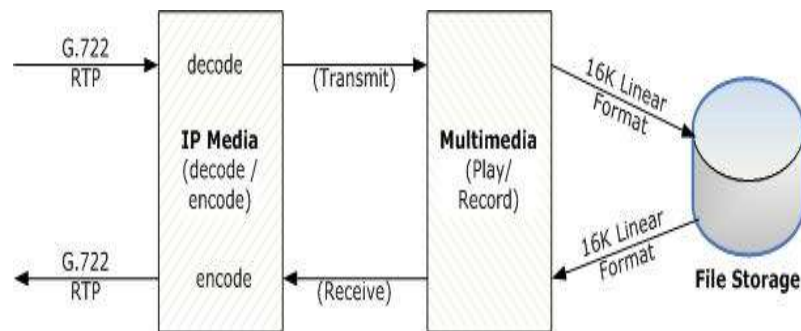 G.722
RTP
decode
(Transmit)
16K Linear
Format
IP Media
(decode /
encode)
Multimedia
(Play/
Record)
G.722
RTP
encode
(Receive)
16K Linear
Format
File Storage